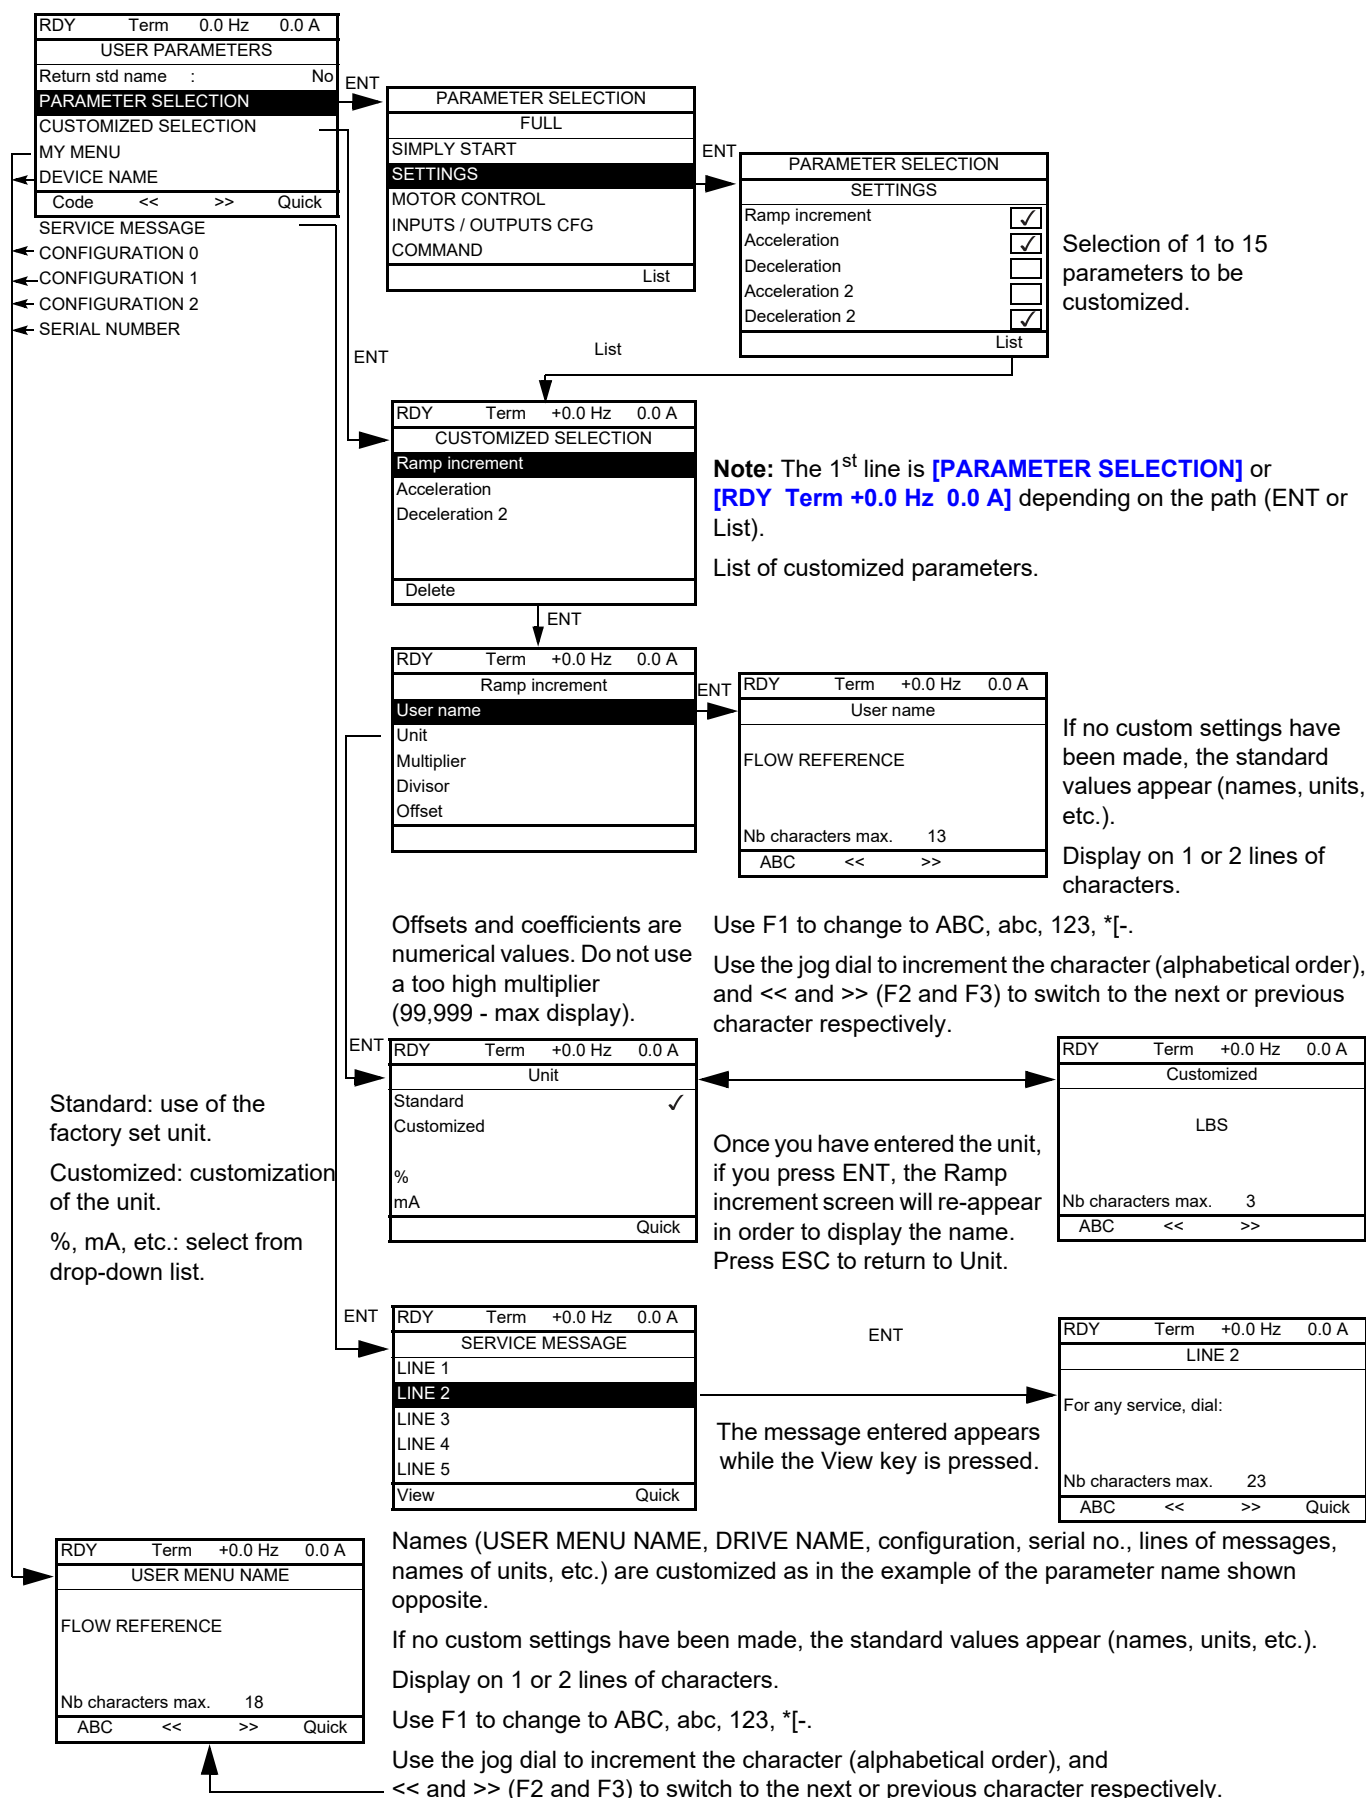 RDY Term 0.0 Hz 0.0 A
USER PARAMETERS
Return std name : No
PARAMETER SELECTION
CUSTOMIZED SELECTION
MY MENU
DEVICE NAME
Code << >> Quick
SERVICE MESSAGE
CONFIGURATION 0
CONFIGURATION 1
CONFIGURATION 2
SERIAL NUMBER
ENT
PARAMETER SELECTION
FULL
SIMPLY START
SETTINGS
MOTOR CONTROL
INPUTS / OUTPUTS CFG
COMMAND
List
ENT
PARAMETER SELECTION
SETTINGS
Ramp increment ✓
Acceleration ✓
Deceleration
Acceleration 2
Deceleration 2 ✓
List
Selection of 1 to 15
parameters to be
customized.
ENT
List
RDY Term +0.0 Hz 0.0 A
CUSTOMIZED SELECTION
Ramp increment
Acceleration
Deceleration 2
Delete
Note: The 1st line is [PARAMETER SELECTION] or
[RDY Term +0.0 Hz 0.0 A] depending on the path (ENT or
List).
List of customized parameters.
ENT
RDY Term +0.0 Hz 0.0 A
Ramp increment
User name
Unit
Multiplier
Divisor
Offset
ENT
RDY Term +0.0 Hz 0.0 A
User name
FLOW REFERENCE
Nb characters max. 13
ABC << >>
If no custom settings have
been made, the standard
values appear (names, units,
etc.).
Display on 1 or 2 lines of
characters.
Offsets and coefficients are
numerical values. Do not use
a too high multiplier
(99,999 - max display).
Use F1 to change to ABC, abc, 123, *[-.
Use the jog dial to increment the character (alphabetical order),
and << and >> (F2 and F3) to switch to the next or previous
character respectively.
ENT
RDY Term +0.0 Hz 0.0 A
Unit
Standard ✓
Customized
%
mA
Quick
Standard: use of the
factory set unit.
Customized: customization
of the unit.
%, mA, etc.: select from
drop-down list.
Once you have entered the unit,
if you press ENT, the Ramp
increment screen will re-appear
in order to display the name.
Press ESC to return to Unit.
RDY Term +0.0 Hz 0.0 A
Customized
LBS
Nb characters max. 3
ABC << >>
ENT
RDY Term +0.0 Hz 0.0 A
SERVICE MESSAGE
LINE 1
LINE 2
LINE 3
LINE 4
LINE 5
View Quick
ENT
The message entered appears
while the View key is pressed.
RDY Term +0.0 Hz 0.0 A
LINE 2
For any service, dial:
Nb characters max. 23
ABC << >> Quick
RDY Term +0.0 Hz 0.0 A
USER MENU NAME
FLOW REFERENCE
Nb characters max. 18
ABC << >> Quick
Names (USER MENU NAME, DRIVE NAME, configuration, serial no., lines of messages,
names of units, etc.) are customized as in the example of the parameter name shown
opposite.
If no custom settings have been made, the standard values appear (names, units, etc.).
Display on 1 or 2 lines of characters.
Use F1 to change to ABC, abc, 123, *[-.
Use the jog dial to increment the character (alphabetical order), and
<< and >> (F2 and F3) to switch to the next or previous character respectively.